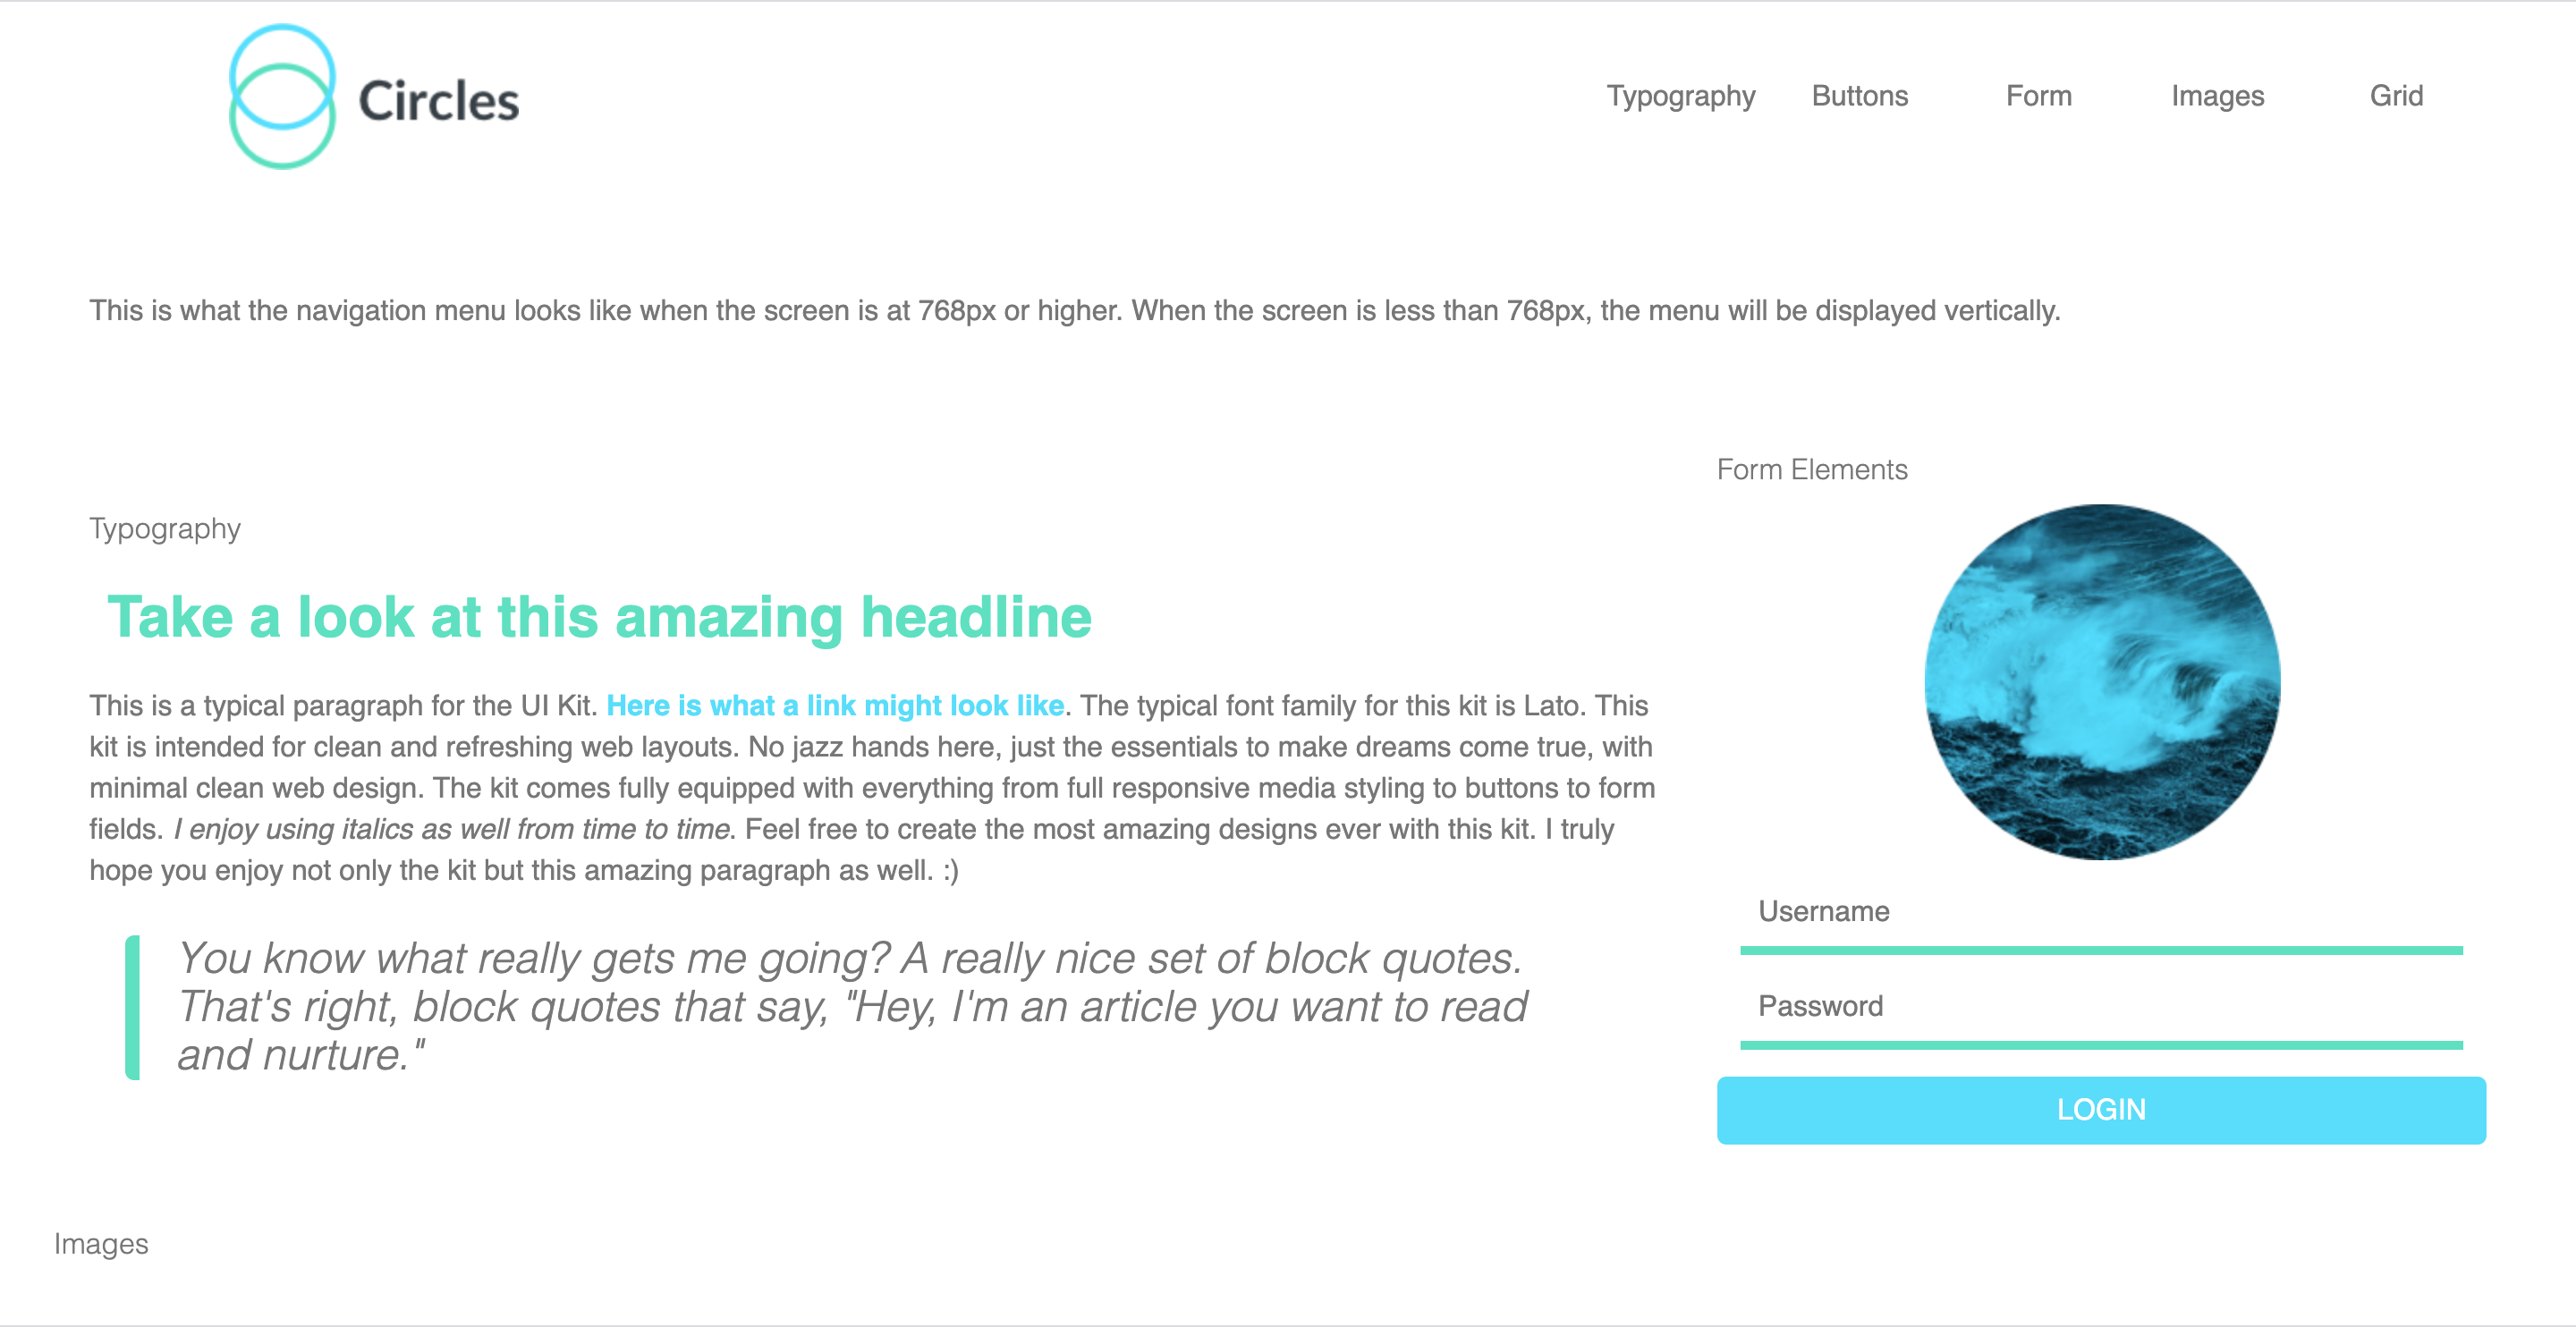 Circles
Typography Buttons Form Images Grid
This is what the navigation menu looks like when the screen is at 768px or higher. When the screen is less than 768px, the menu will be displayed vertically.
Typography
Take a look at this amazing headline
This is a typical paragraph for the UI Kit. Here is what a link might look like. The typical font family for this kit is Lato. This
kit is intended for clean and refreshing web layouts. No jazz hands here, just the essentials to make dreams come true, with
minimal clean web design. The kit comes fully equipped with everything from full responsive media styling to buttons to form
fields. I enjoy using italics as well from time to time. Feel free to create the most amazing designs ever with this kit. I truly
hope you enjoy not only the kit but this amazing paragraph as well. :)
You know what really gets me going? A really nice set of block quotes.
That's right, block quotes that say, "Hey, I'm an article you want to read
and nurture."
Form Elements
Username
Password
LOGIN
Images